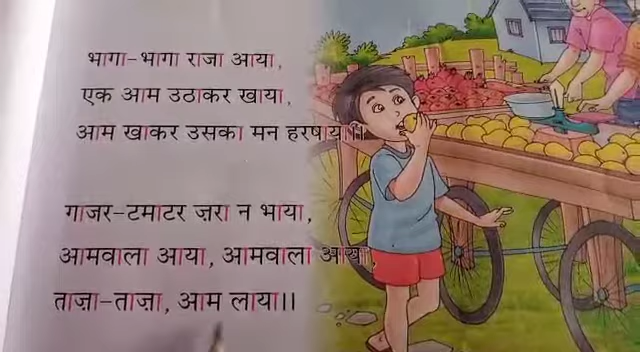 भागा-भागा राजा आया,
एक आम उठाकर खाया,
आम खाकर उसका मन हरषाया।।
गाजर-टमाटर ज़रा न भाया,
आमवाला आया, आमवाला आया,
ताज़ा-ताज़ा, आम लाया।।